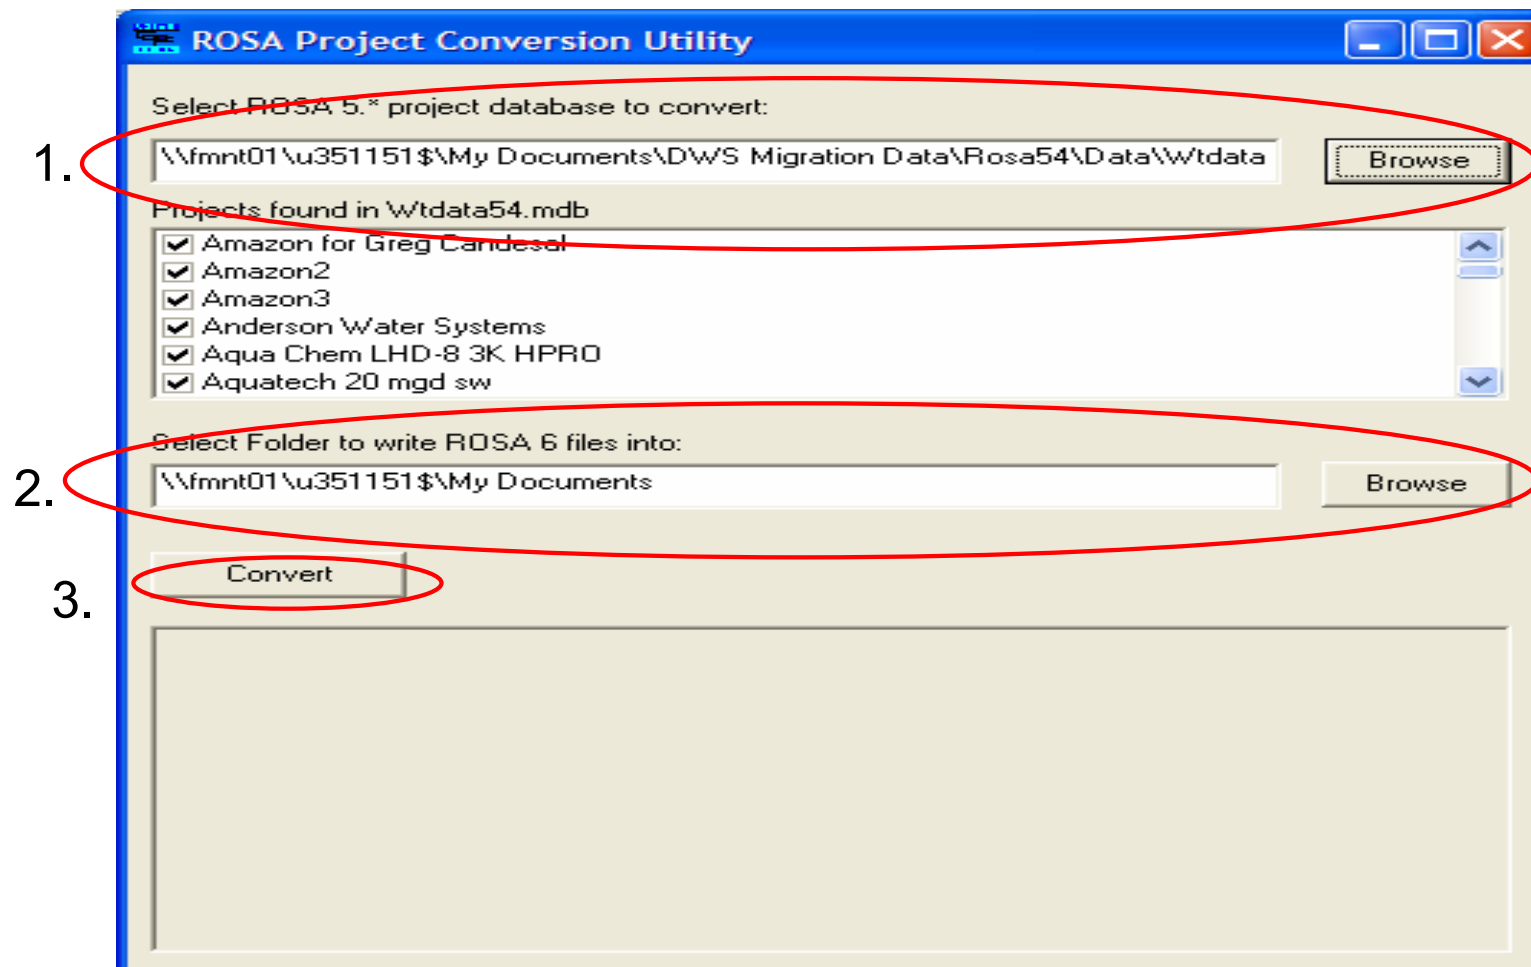 ROSA Project Conversion Utility
Select ROSA 5.* project database to convert:
1.
\\fmnt01\u351151$\My Documents\DWS Migration Data\Rosa54\Data\Wtdata
Browse
Projects found in Wtdata54.mdb
Amazon for Greg Candesal
Amazon2
Amazon3
Anderson Water Systems
Aqua Chem LHD-8 3K HPRO
Aquatech 20 mgd sw
Select Folder to write ROSA 6 files into:
2.
\\fmnt01\u351151$\My Documents
Browse
Convert
3.